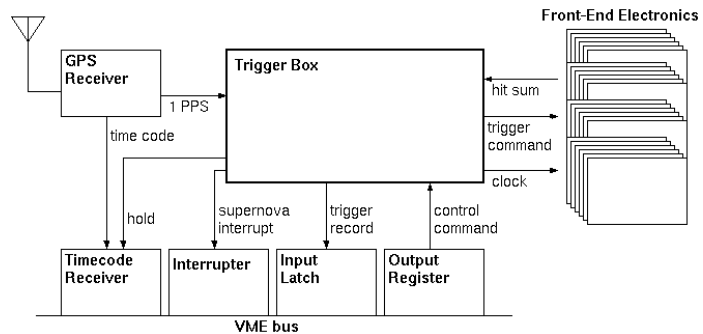 Front-End Electronics
GPS
Receiver
Trigger Box
hit sum
1 PPS
trigger
command
time code
clock
hold
supernova
interrupt
trigger
record
control
command
Timecode
Receiver
Interrupter
Input
Latch
Output
Register
VME bus